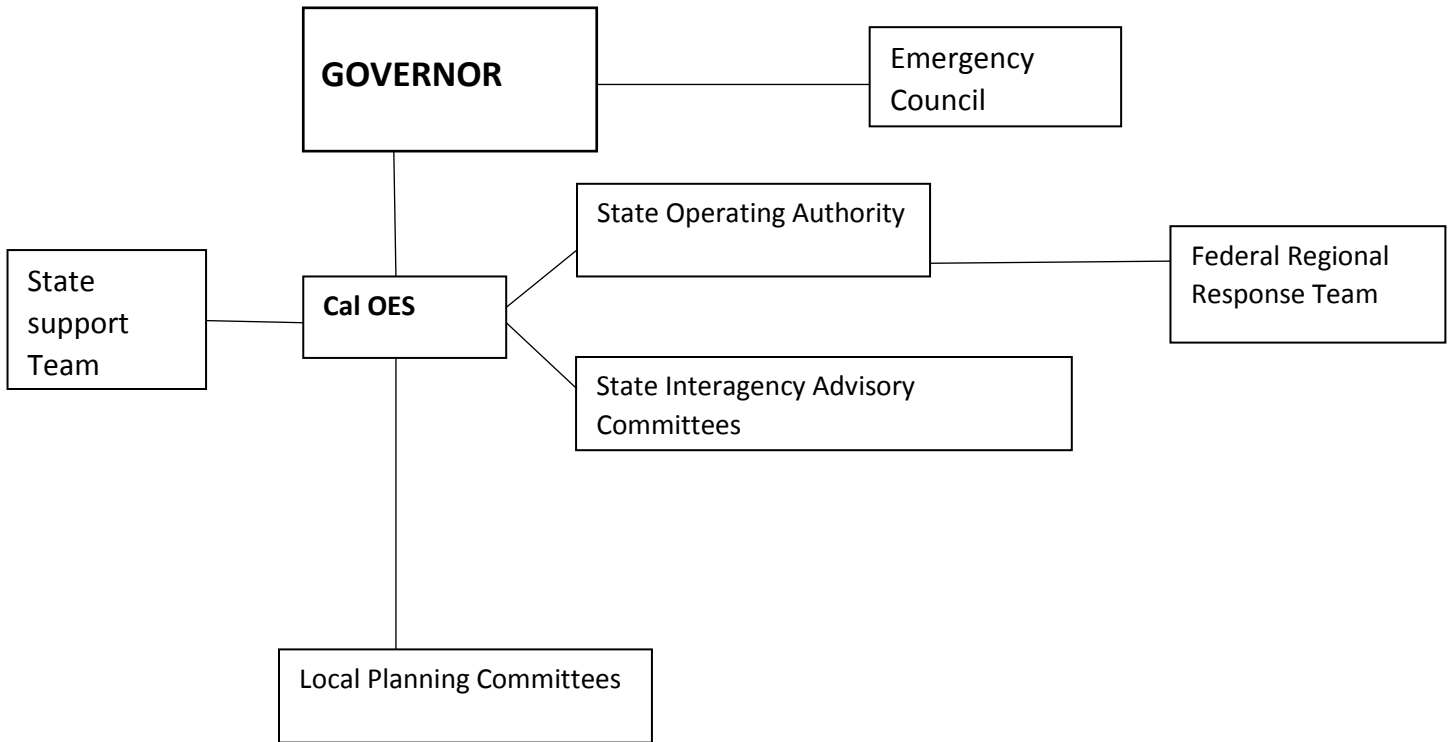 GOVERNOR
Emergency
Council
State Operating Authority
Federal Regional
Response Team
State
support
Team
Cal OES
State Interagency Advisory
Committees
Local Planning Committees